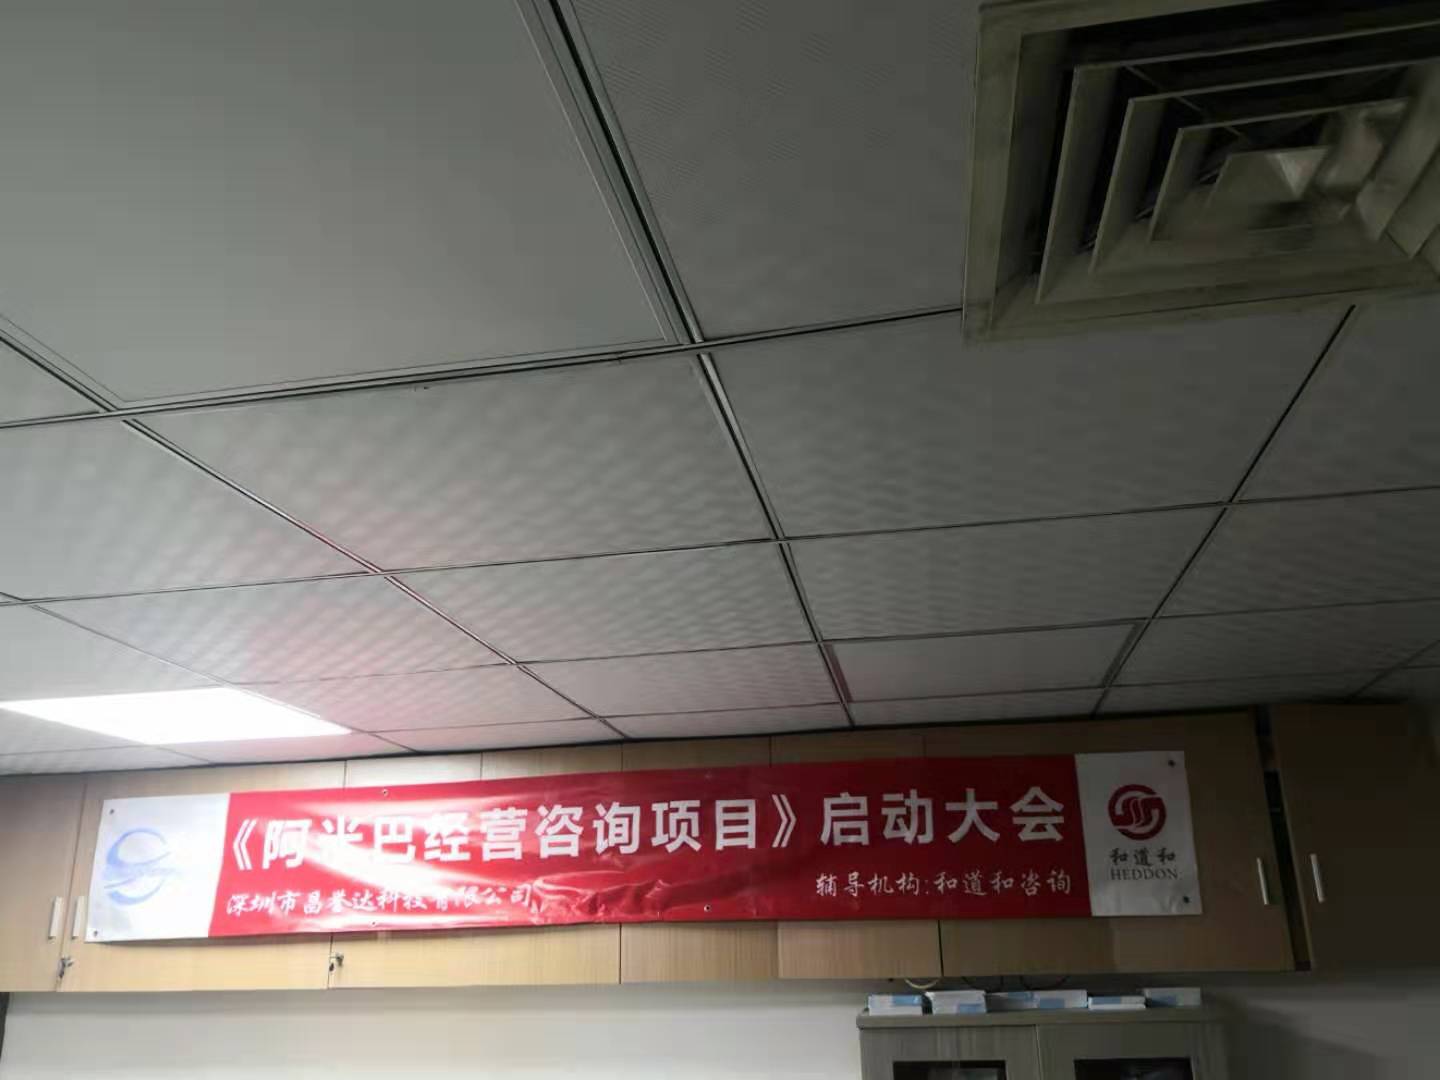 《阿米巴经营咨询项目》启动大会
深圳市昌誉达科技有限公司
辅导机构:和道和咨询
和道和
HEDDON